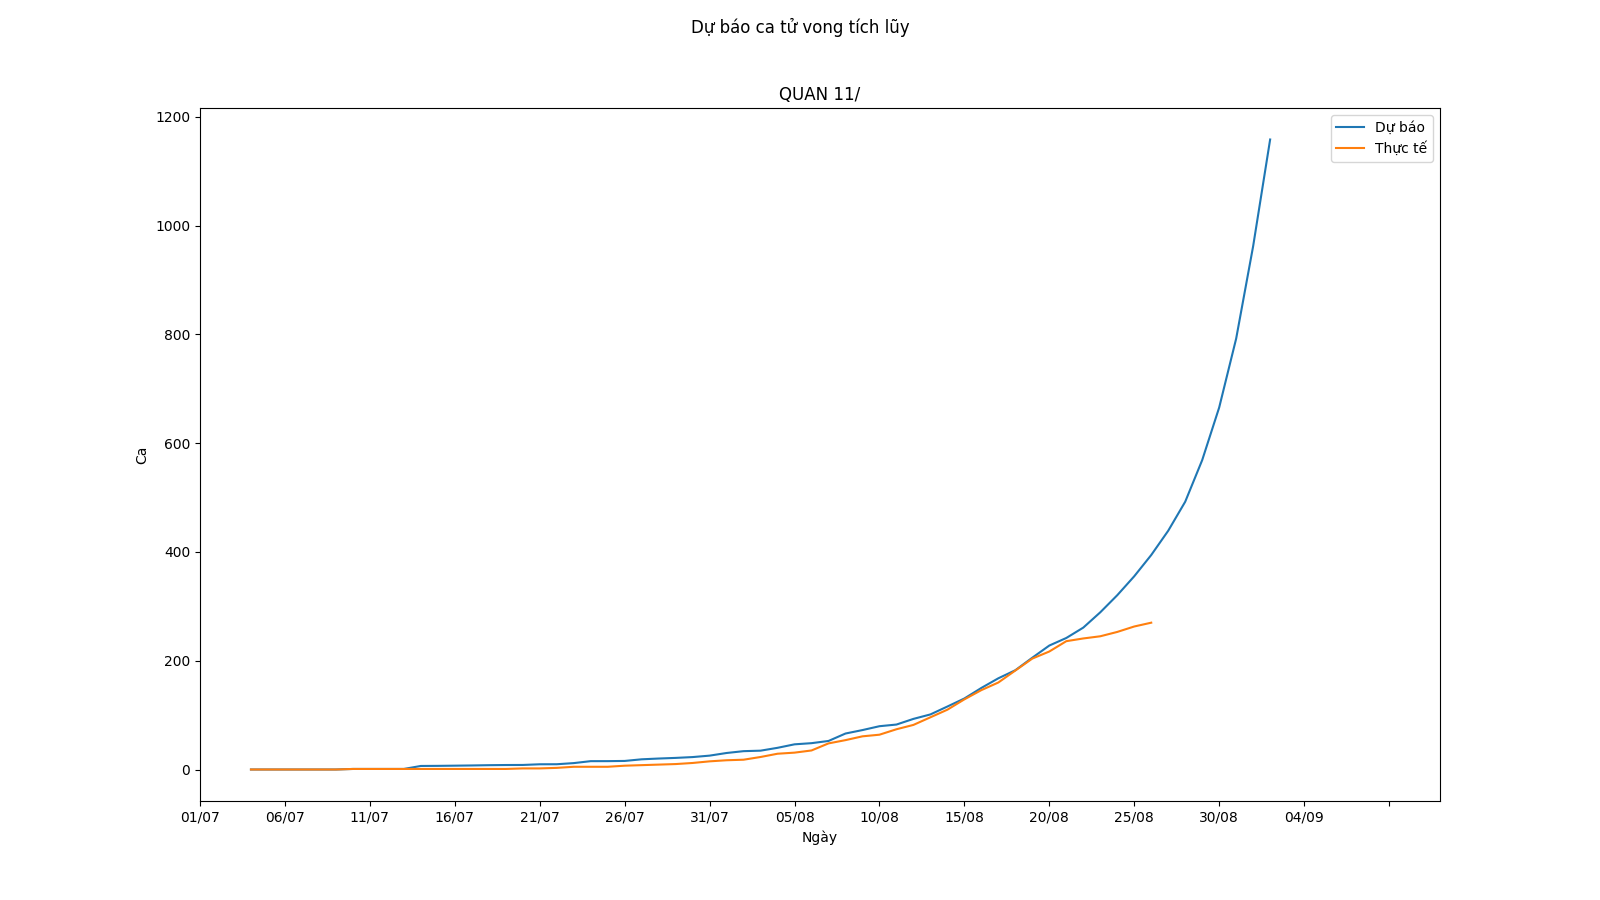 Dự báo ca tử vong tích lũy
QUAN 11/
Dự báo
Thực tế
1200
1000
800
600
400
200
0
Ca
01/07 06/07 11/07 16/07 21/07 26/07 31/07 05/08 10/08 15/08 20/08 25/08 30/08 04/09
Ngày